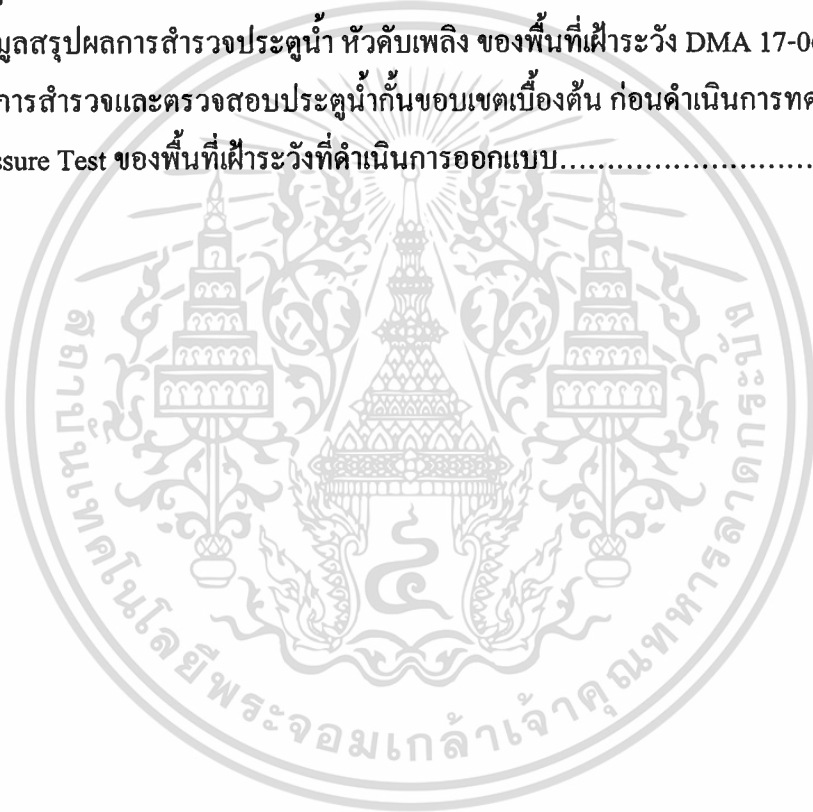 มูลสรุปผลการสำรวจประตูน้ำ หัวดับเพลิง ของพื้นที่เฝ้าระวัง DMA 17-0
การสำรวจและตรวจสอบประตูน้ำกั้นขอบเขตเบื้องต้น ก่อนดำเนินการทด
ssure Test ของพื้นที่เฝ้าระวังที่ดำเนินการออกแบบ................................
สถาบันเทคโนโลยีพระจอมเกล้าเจ้าคุณทหารลาดกระบัง